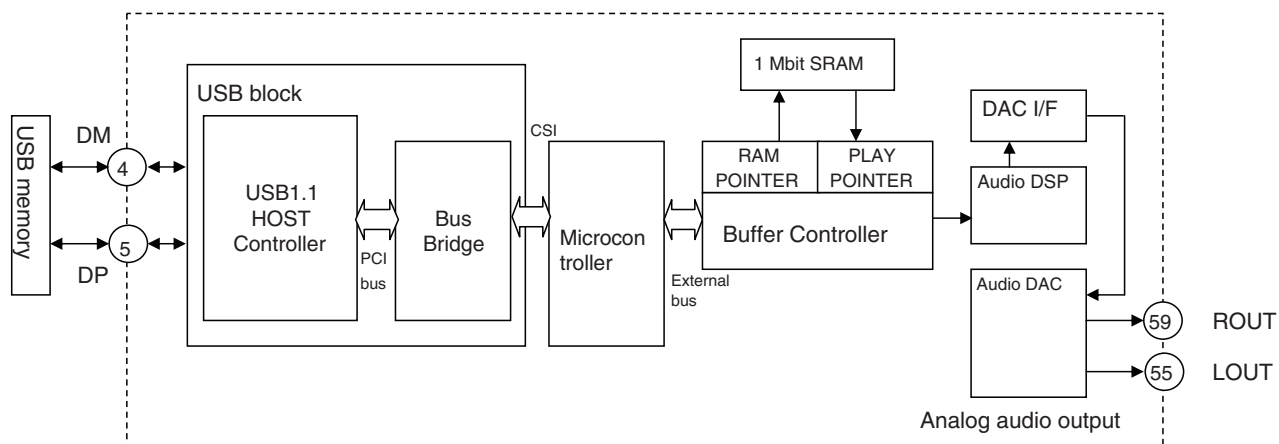 USB memory
DM
4
5
DP
USB block
USB1.1
HOST
Controller
PCI
bus
Bus
Bridge
CSI
Microcon
troller
External
bus
1 Mbit SRAM
RAM
POINTER
PLAY
POINTER
Buffer Controller
DAC I/F
Audio DSP
Audio DAC
59
ROUT
55
LOUT
Analog audio output